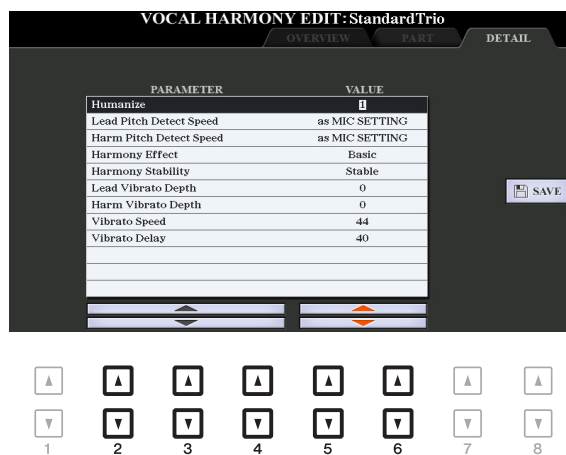 VOCAL HARMONY EDIT: StandardTrio
OVERVIEW PART DETAIL
PARAMETER VALUE
Humanize 1
Lead Pitch Detect Speed as MIC SETTING
Harm Pitch Detect Speed as MIC SETTING
Harmony Effect Basic
Harmony Stability Stable
Lead Vibrato Depth 0
Harm Vibrato Depth 0
Vibrato Speed 44
Vibrato Delay 40
SAVE
1 2 3 4 5 6 7 8